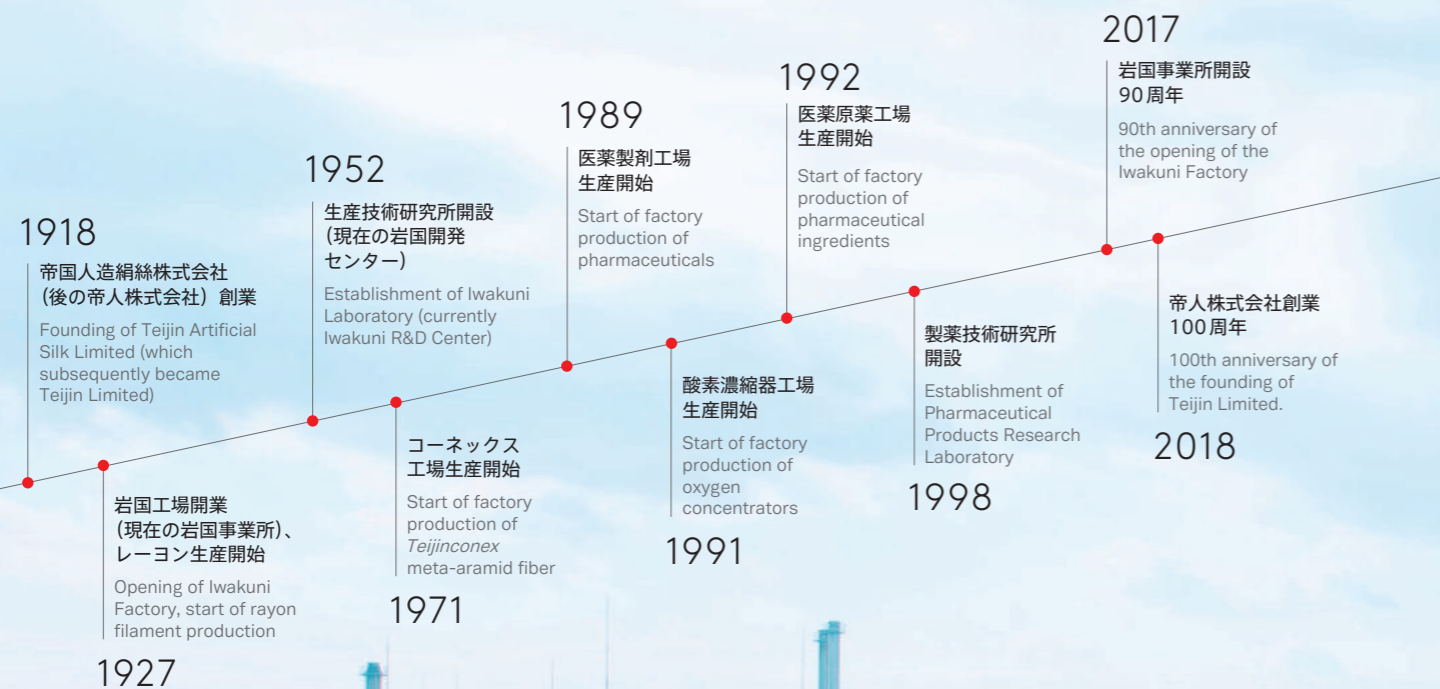 1918
帝国人造絹絲株式会社
(後の帝人株式会社) 創業
Founding of Teijin Artificial
Silk Limited (which
subsequently became
Teijin Limited)
岩国工場開業
(現在の岩国事業所)、
レーヨン生産開始
Opening of Iwakuni
Factory, start of rayon
filament production
1927
1952
生産技術研究所開設
(現在の岩国開発
センター)
Establishment of Iwakuni
Laboratory (currently
Iwakuni R&D Center)
コーネックス
工場生産開始
Start of factory
production of
Teijinconex
meta-aramid fiber
1971
1989
医薬製剤工場
生産開始
Start of factory
production of
pharmaceuticals
酸素濃縮器工場
生産開始
Start of factory
production of
oxygen
concentrators
1991
1992
医薬原薬工場
生産開始
Start of factory
production of
pharmaceutical
ingredients
製薬技術研究所
開設
Establishment of
Pharmaceutical
Products Research
Laboratory
1998
2017
岩国事業所開設
90周年
90th anniversary of
the opening of the
Iwakuni Factory
帝人株式会社創業
100周年
100th anniversary of
the founding of
Teijin Limited.
2018